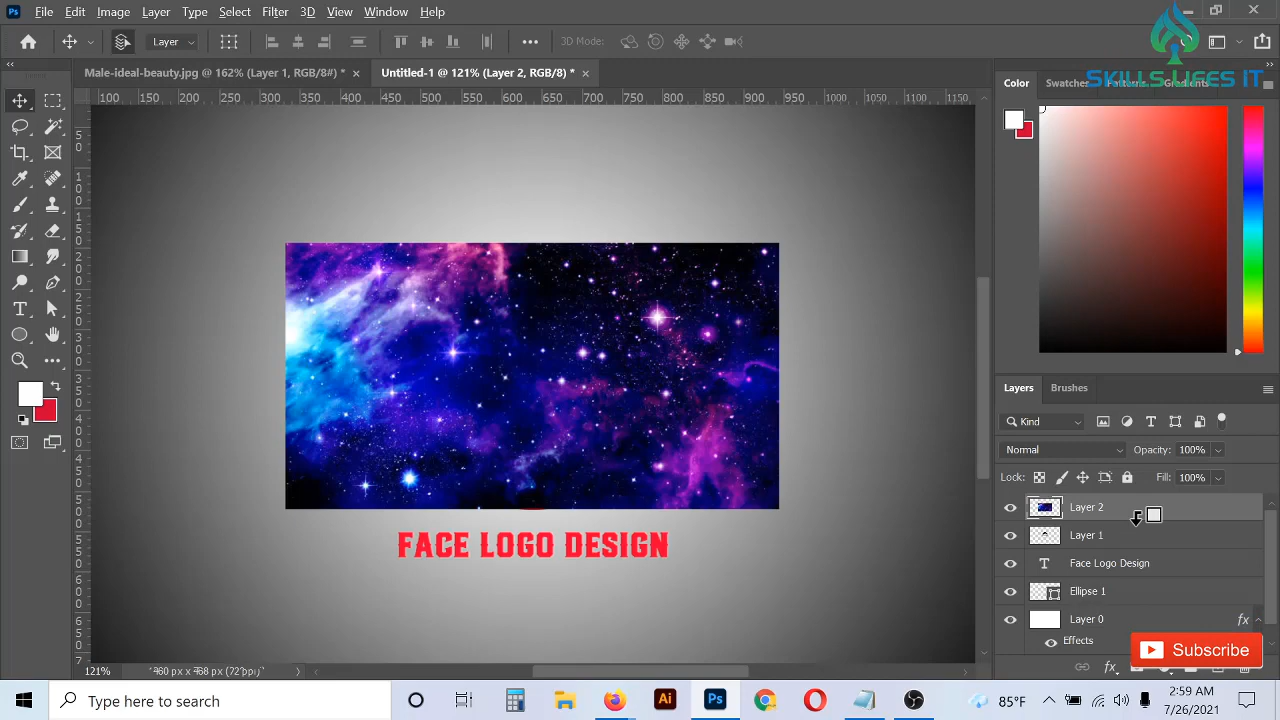 Ps File Edit Image Layer Type Select Filter 3D View Window Help
Layer 3D Mode:
SKILLS LIFES IT
Male-ideal-beauty.jpg @ 162% (Layer 1, RGB/8#) * Untitled-1 @ 121% (Layer 2, RGB/8) *
Color Swatches Patterns Gradients
100 150 200 250 300 350 400 450 500 550 600 650 700 750 800 850 900 950 1000 1050 1100 1150
FACE LOGO DESIGN
Layers Brushes
Kind
Normal Opacity: 100%
Lock: Fill: 100%
Layer 2
Layer 1
T Face Logo Design
Ellipse 1
Layer 0 fx
Effects
Subscribe
121%
Type here to search
Ai Ps
85°F
2:59 AM
7/26/2021